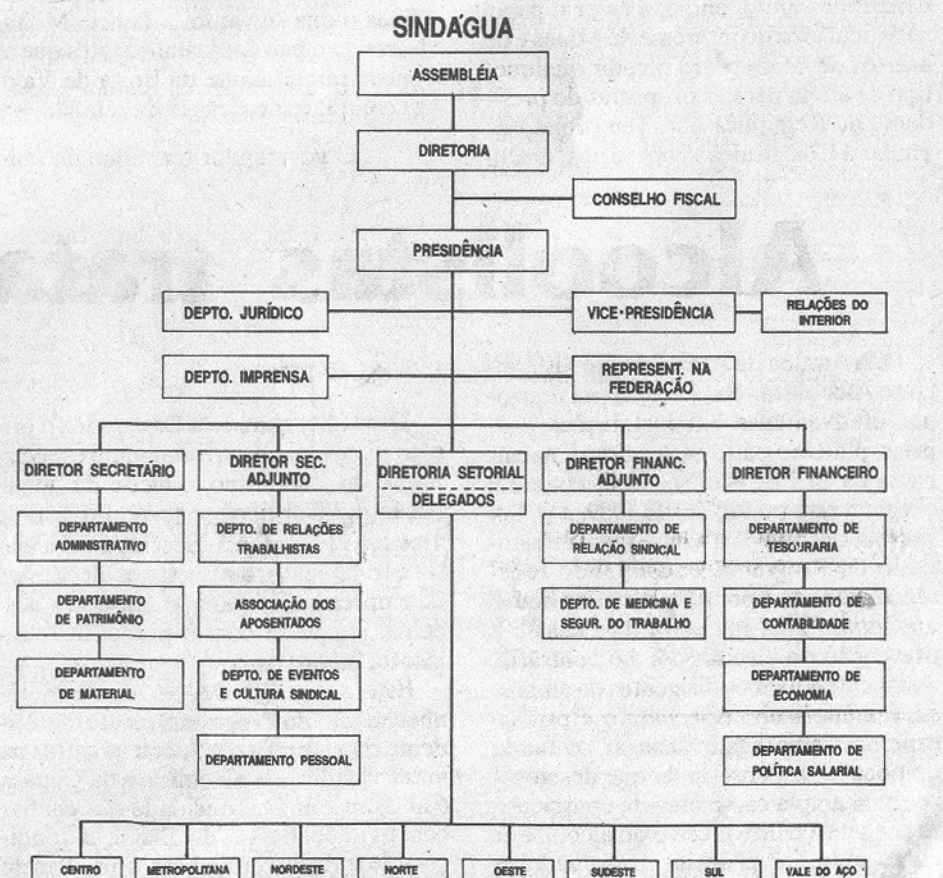 SINDÁGUA
ASSEMBLÉIA
DIRETORIA
CONSELHO FISCAL
PRESIDÊNCIA
DEPTO. JURÍDICO
VICE-PRESIDÊNCIA
RELAÇÕES DO
INTERIOR
DEPTO. IMPRENSA
REPRESENT. NA
FEDERAÇÃO
DIRETOR SECRETÁRIO
DIRETOR SEC.
ADJUNTO
DIRETORIA SETORIAL
DELEGADOS
DIRETOR FINANC.
ADJUNTO
DIRETOR FINANCEIRO
DEPARTAMENTO
ADMINISTRATIVO
DEPTO. DE RELAÇÕES
TRABALHISTAS
DEPARTAMENTO DE
RELAÇÃO SINDICAL
DEPARTAMENTO DE
TESOURARIA
DEPARTAMENTO
DE PATRIMÔNIO
ASSOCIAÇÃO DOS
APOSENTADOS
DEPTO. DE MEDICINA E
SEGUR. DO TRABALHO
DEPARTAMENTO DE
CONTABILIDADE
DEPARTAMENTO
DE MATERIAL
DEPTO. DE EVENTOS
E CULTURA SINDICAL
DEPARTAMENTO DE
ECONOMIA
DEPARTAMENTO PESSOAL
DEPARTAMENTO DE
POLÍTICA SALARIAL
CENTRO
METROPOLITANA
NORDESTE
NORTE
OESTE
SUDESTE
SUL
VALE DO AÇO